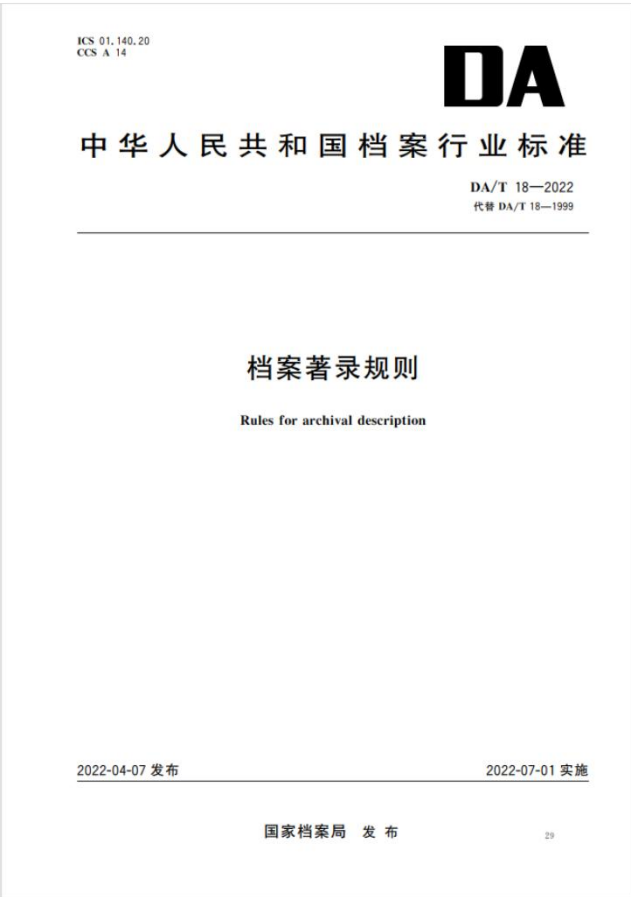 ICS 01.140.20
CCS A 14
DA
中华人民共和国档案行业标准
DA/T 18—2022
代替 DA/T 18—1999
档案著录规则
Rules for archival description
2022-04-07 发布
2022-07-01 实施
国家档案局 发 布
29